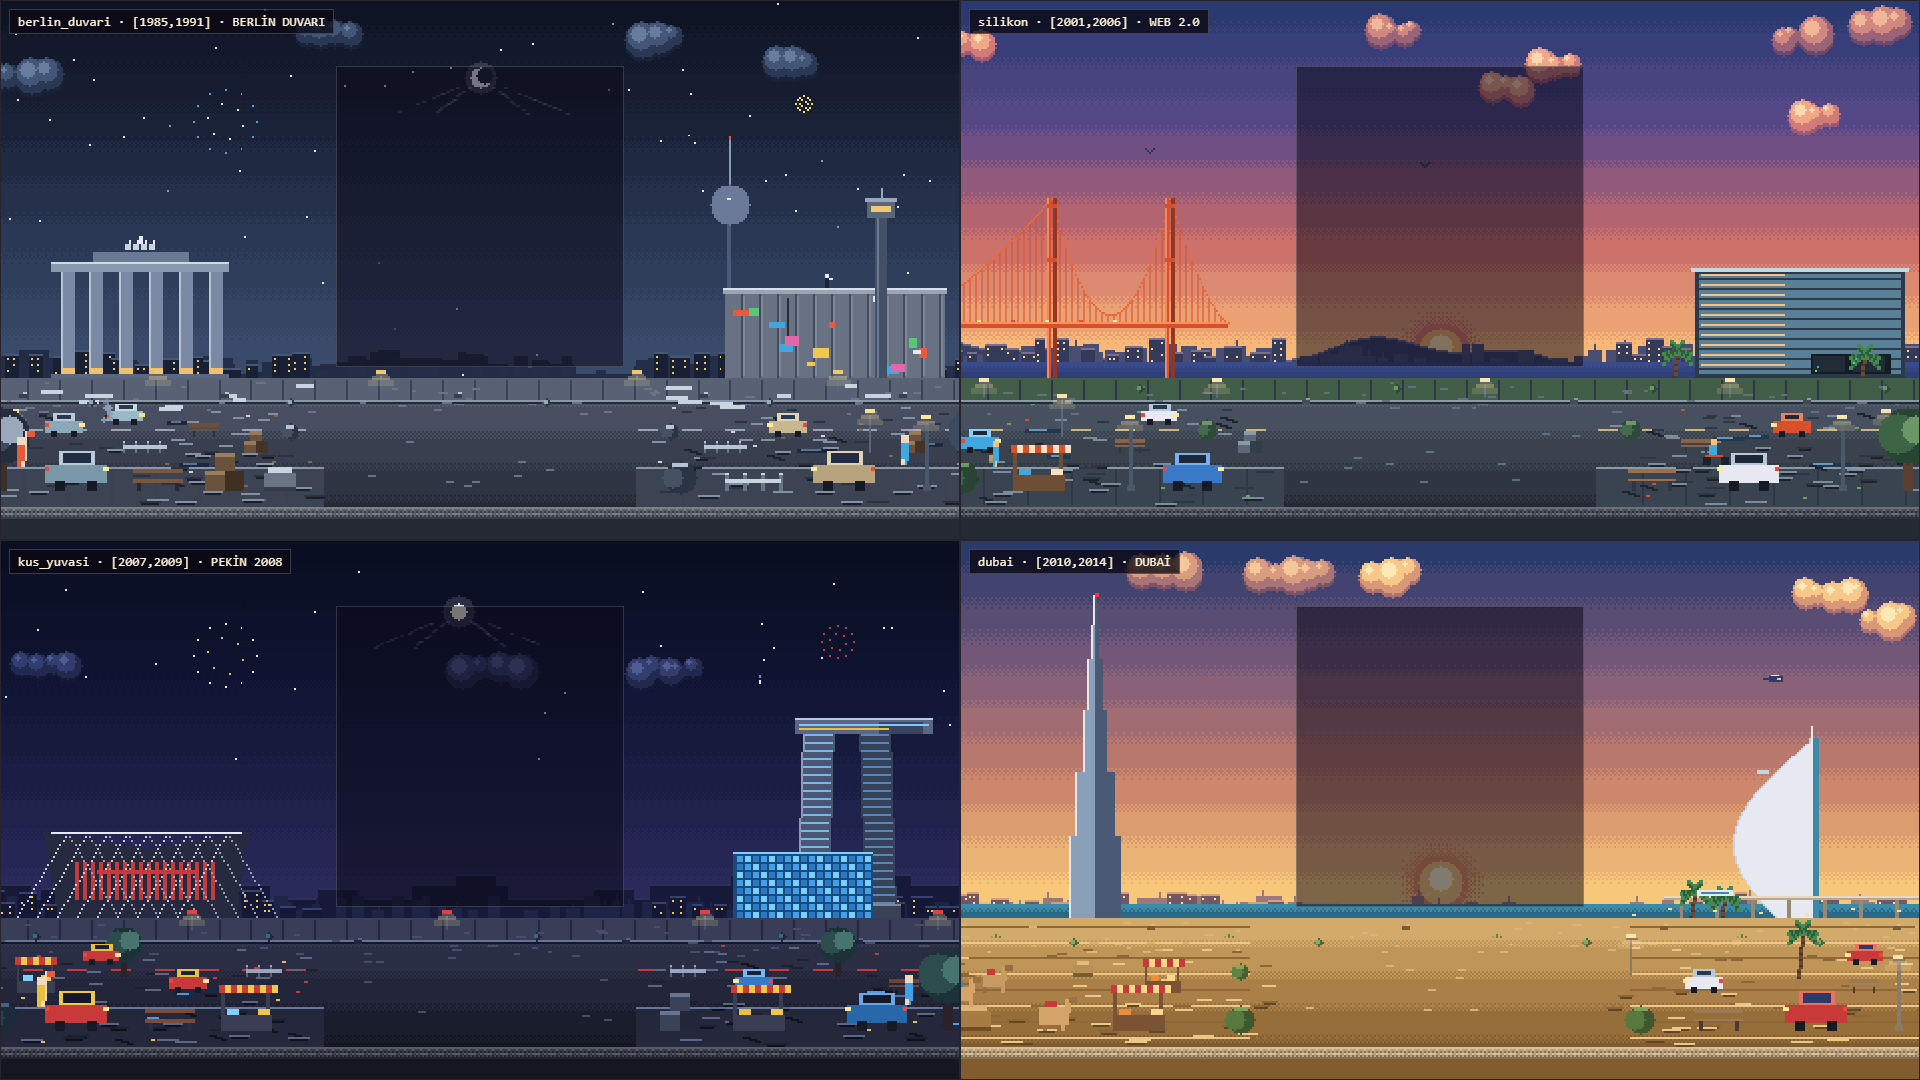 berlin_duvari · [1985,1991] · BERLİN DUVARI
silikon · [2001,2006] · WEB 2.0
kus_yuvasi · [2007,2009] · PEKİN 2008
dubai · [2010,2014] · DUBAİ